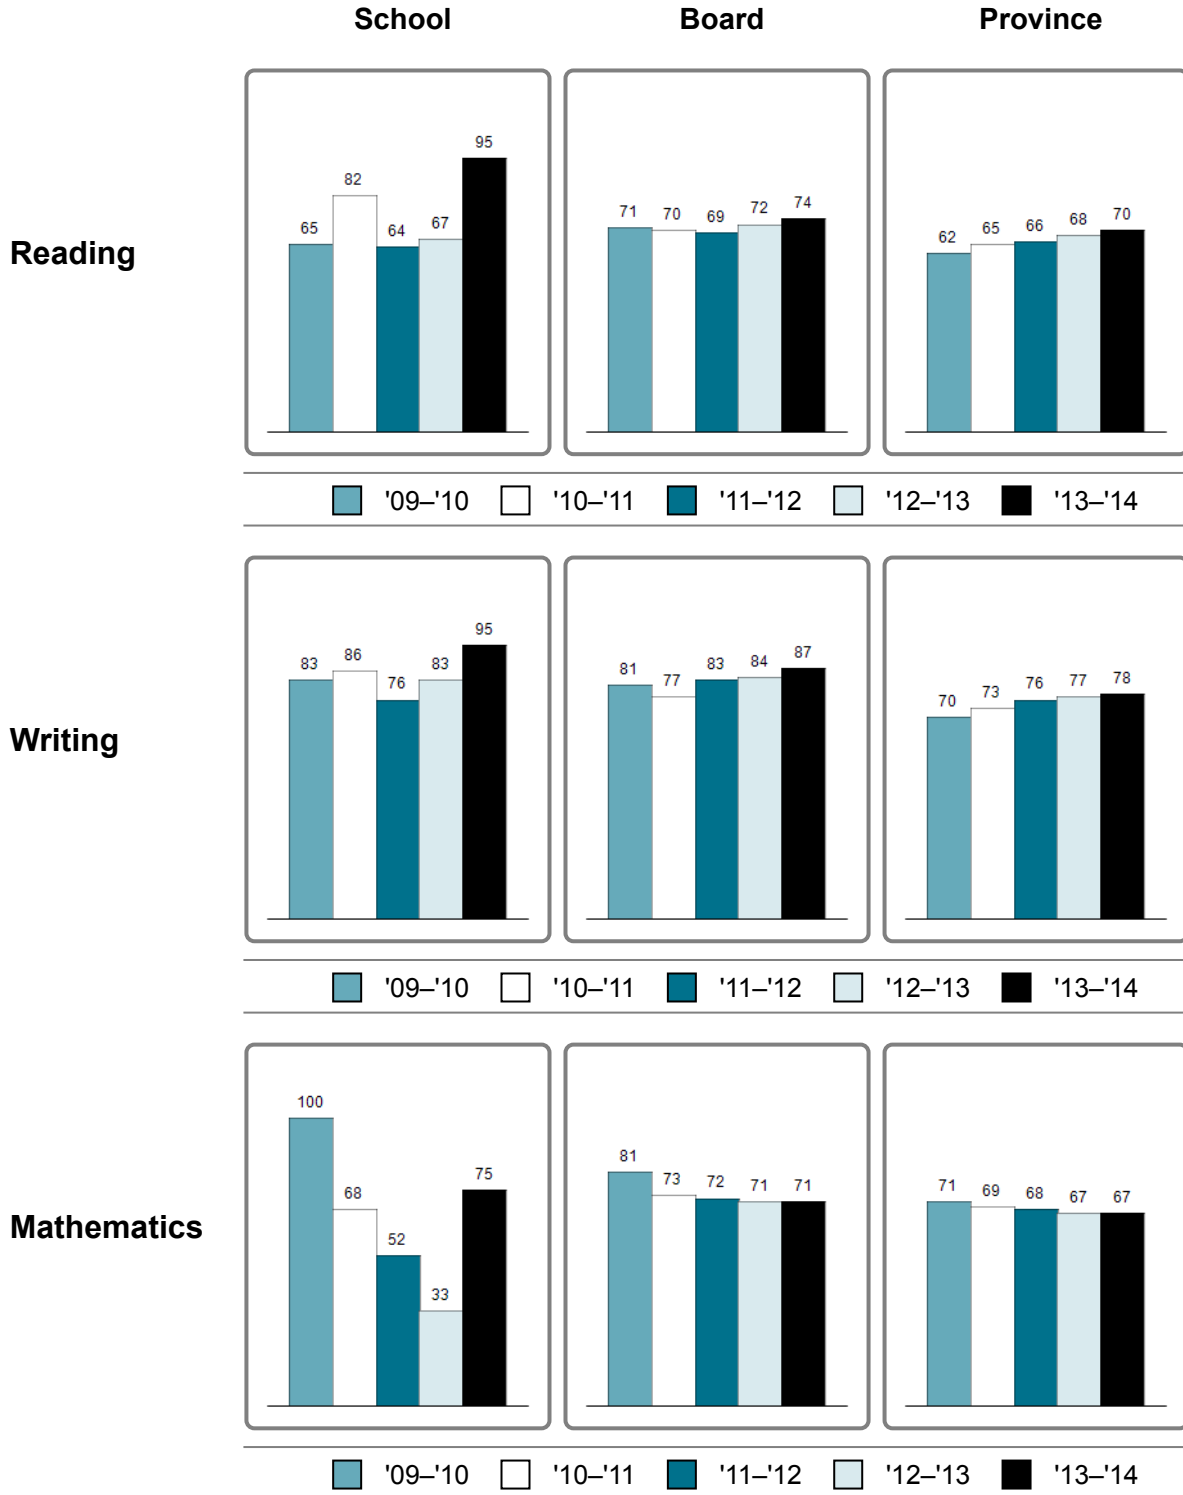 School Board Province
Reading
65 82 64 67 95
71 70 69 72 74
62 65 66 68 70
'09–'10 '10–'11 '11–'12 '12–'13 '13–'14
Writing
83 86 76 83 95
81 77 83 84 87
70 73 76 77 78
'09–'10 '10–'11 '11–'12 '12–'13 '13–'14
Mathematics
100 68 52 33 75
81 73 72 71 71
71 69 68 67 67
'09–'10 '10–'11 '11–'12 '12–'13 '13–'14